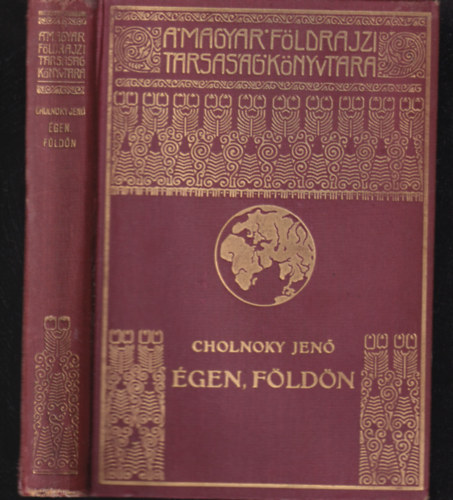 A MAGYAR
FÖLDRAJZI
TÁRSASÁG
KÖNYVTÁRA
CHOLNOKY JENŐ
ÉGEN,
FÖLDÖN
A MAGYAR FÖLDRAJZI
TÁRSASÁG KÖNYVTÁRA
CHOLNOKY JENŐ
ÉGEN, FÖLDÖN